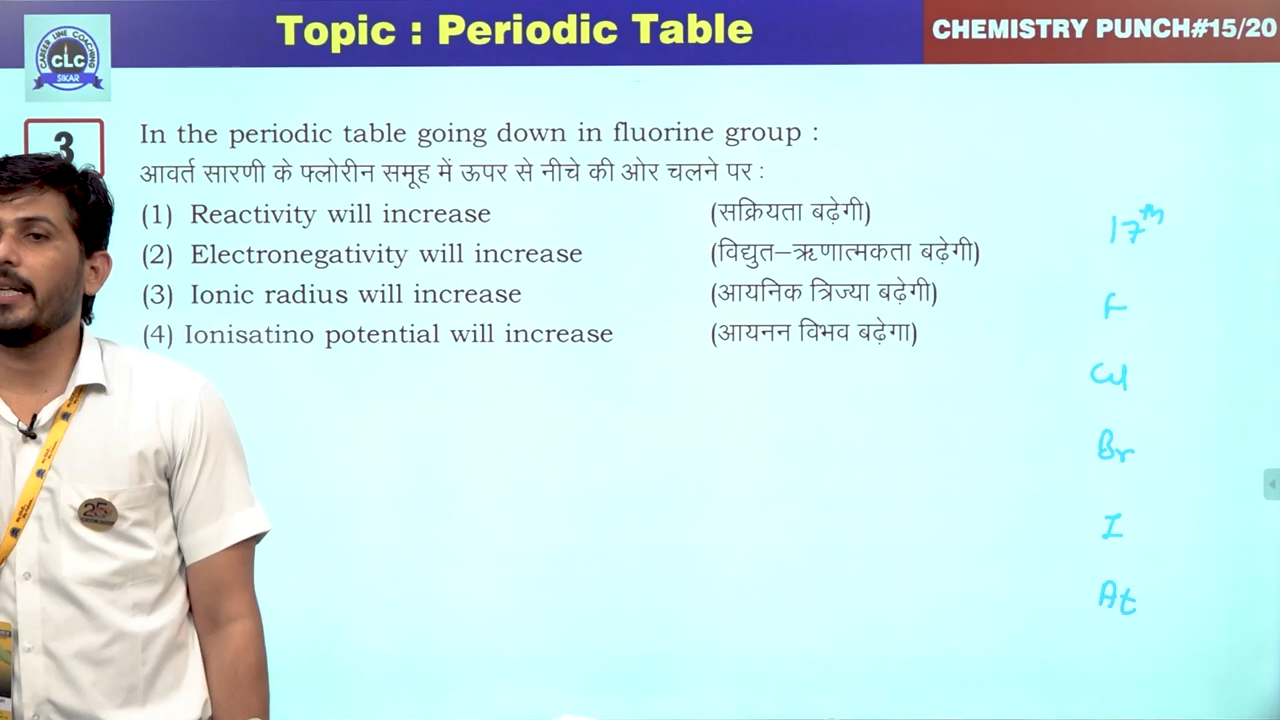 Topic : Periodic Table
CHEMISTRY PUNCH#15/20
CAREER LINE COACHING
CLC
SIKAR
3
In the periodic table going down in fluorine group :
आवर्त सारणी के फ्लोरीन समूह में ऊपर से नीचे की ओर चलने पर :
(1) Reactivity will increase (सक्रियता बढ़ेगी)
(2) Electronegativity will increase (विद्युत–ऋणात्मकता बढ़ेगी)
(3) Ionic radius will increase (आयनिक त्रिज्या बढ़ेगी)
(4) Ionisatino potential will increase (आयनन विभव बढ़ेगा)
17th
F
Cl
Br
I
At
25